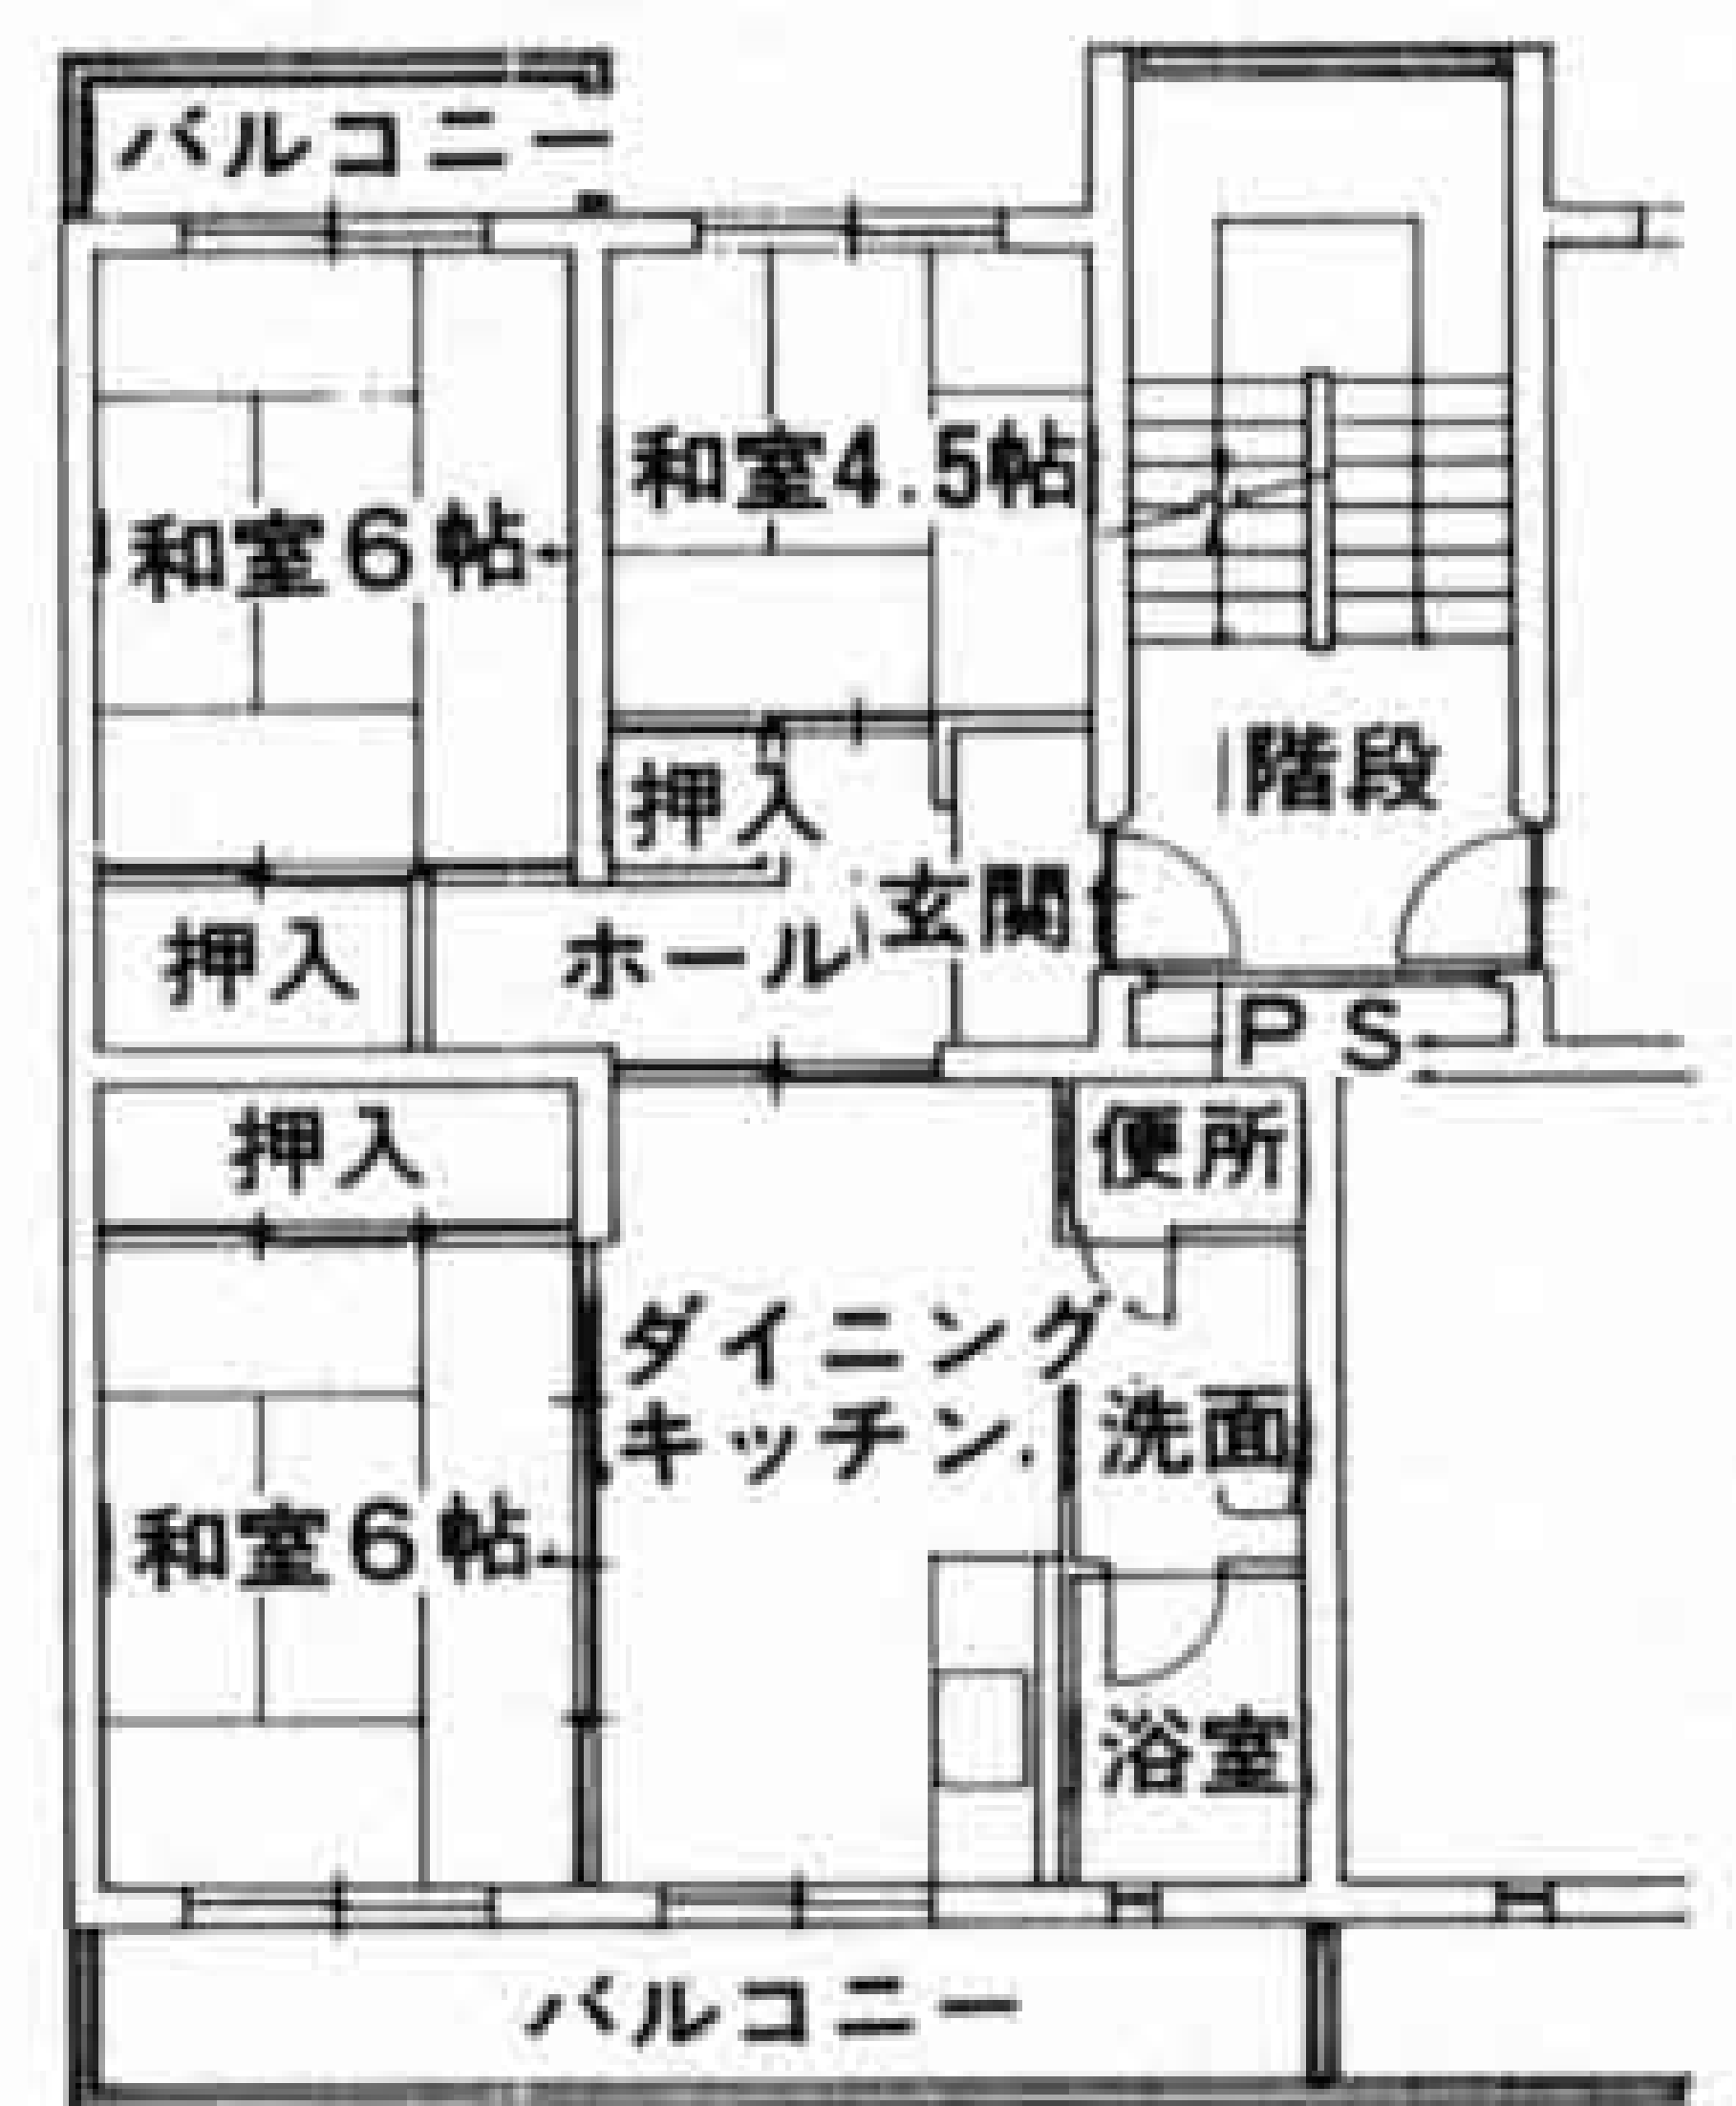 バルコニー
和室4.5帖
和室6帖
階段
押入
玄関
押入
ホール
PS
押入
便所
ダイニング
キッチン
洗面
和室6帖
浴室
バルコニー